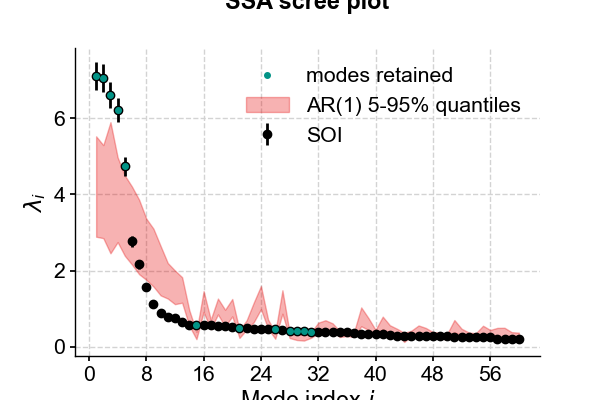 SSA scree plot
modes retained
AR(1) 5-95% quantiles
SOI
λi
6
4
2
0
0 8 16 24 32 40 48 56
Mode index i